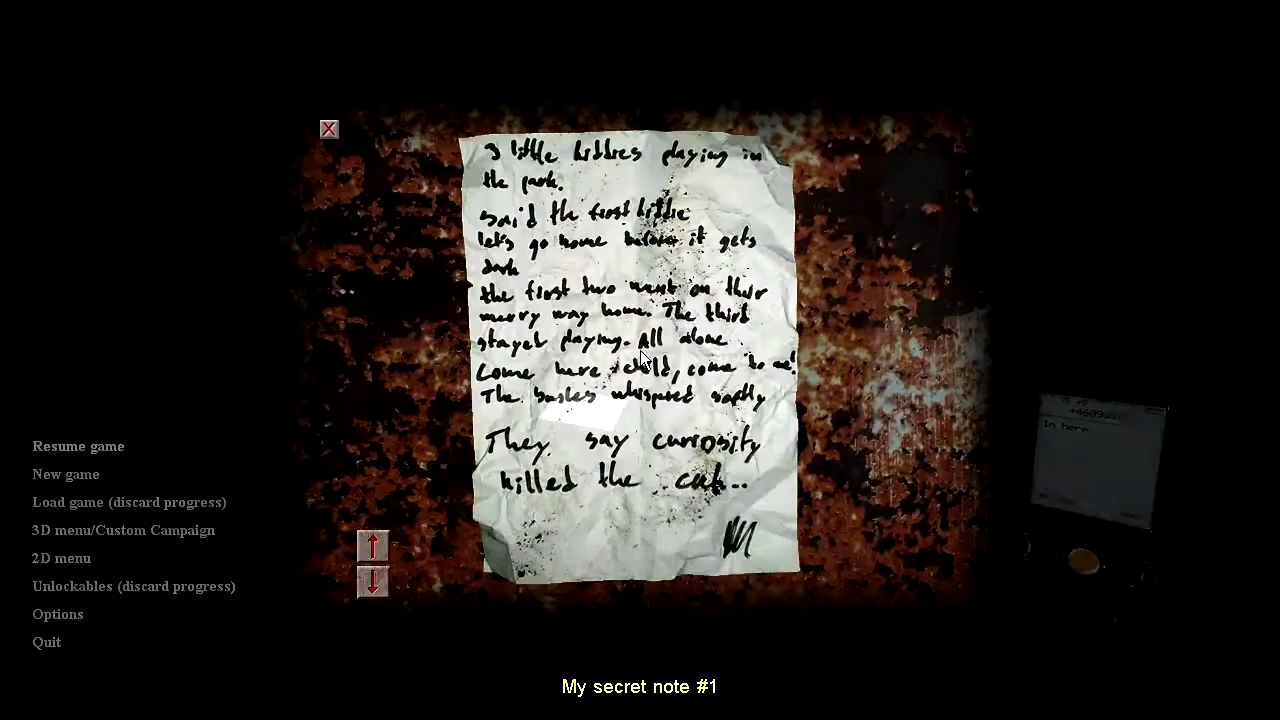 3 little kiddies playing in
the park.
said the first kiddie
let's go home before it gets
dark
the first two went on their
merry way home. The third
stayed playing. All alone
Come here child, come to me!
The bushes whispered softly
They say curiosity
killed the cat...
In here.
Resume game
New game
Load game (discard progress)
3D menu/Custom Campaign
2D menu
Unlockables (discard progress)
Options
Quit
My secret note #1